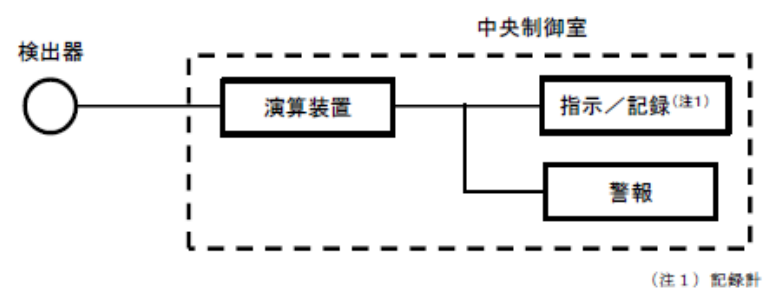 中央制御室
検出器
演算装置
指示／記録(注1)
警報
(注1) 記録計